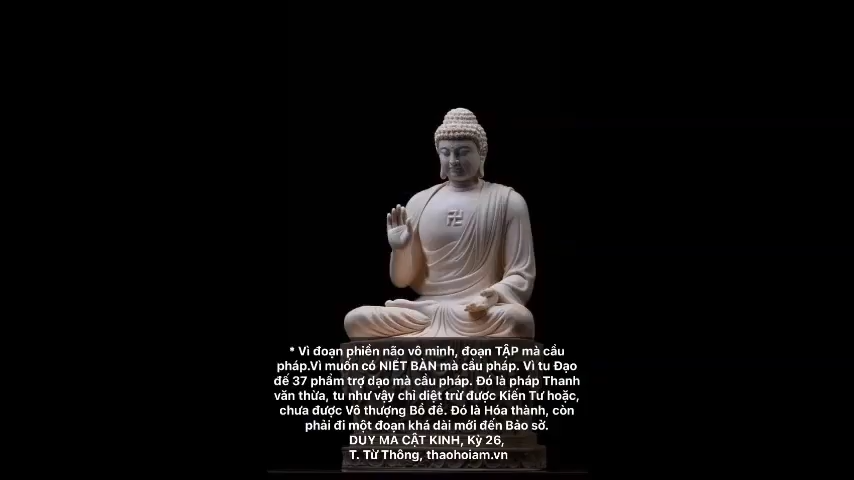 * Vì đoạn phiền não vô minh, đoạn TẬP mà cầu
pháp.Vì muốn có NIẾT BÀN mà cầu pháp. Vì tu Đạo
đế 37 phẩm trợ đạo mà cầu pháp. Đó là pháp Thanh
văn thừa, tu như vậy chỉ diệt trừ được Kiến Tư hoặc,
chưa được Vô thượng Bồ đề. Đó là Hóa thành, còn
phải đi một đoạn khá dài mới đến Bảo sở.
DUY MA CẬT KINH, Kỳ 26,
T. Từ Thông, thaohoiam.vn